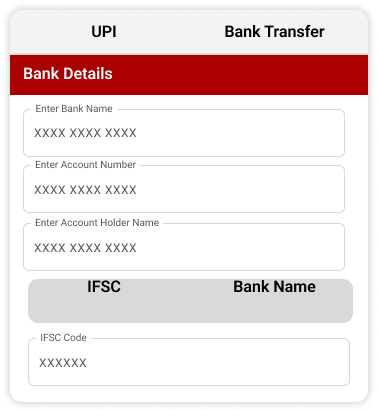 UPI Bank Transfer
Bank Details
Enter Bank Name
XXXX XXXX XXXX
Enter Account Number
XXXX XXXX XXXX
Enter Account Holder Name
XXXX XXXX XXXX
IFSC Bank Name
IFSC Code
XXXXXX